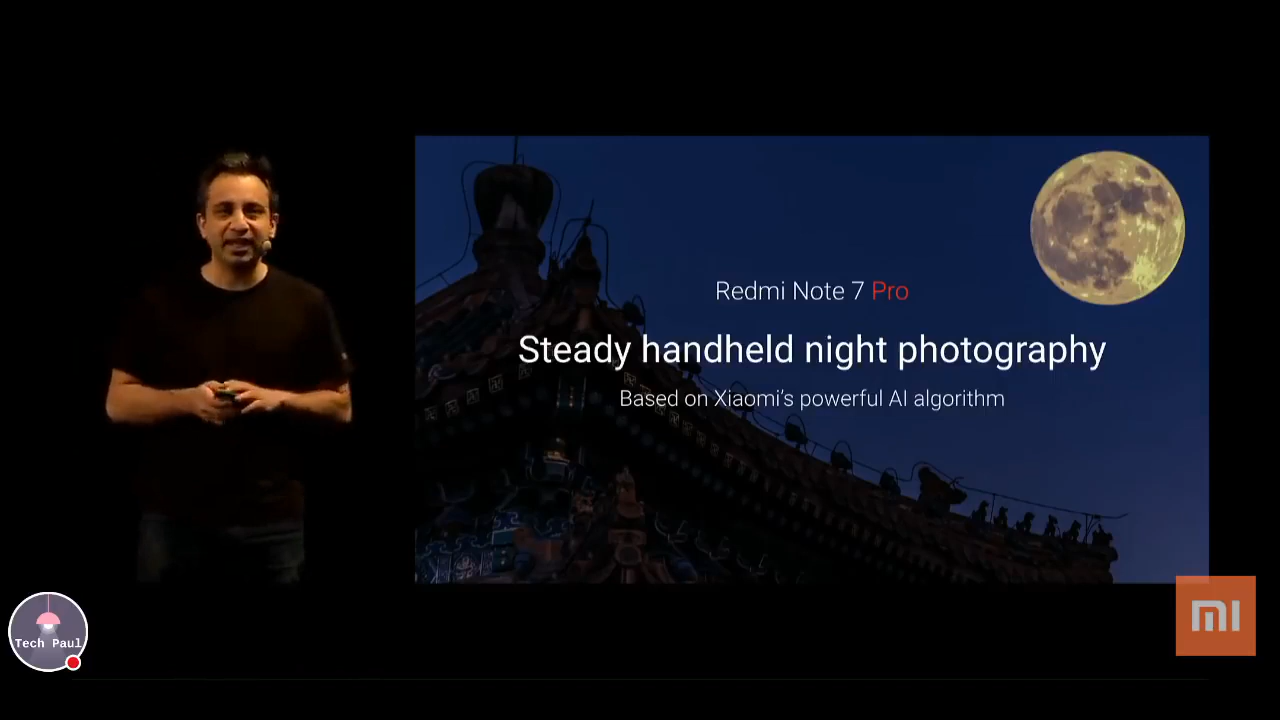 Redmi Note 7 Pro
Steady handheld night photography
Based on Xiaomi's powerful AI algorithm
Tech Paul
mi